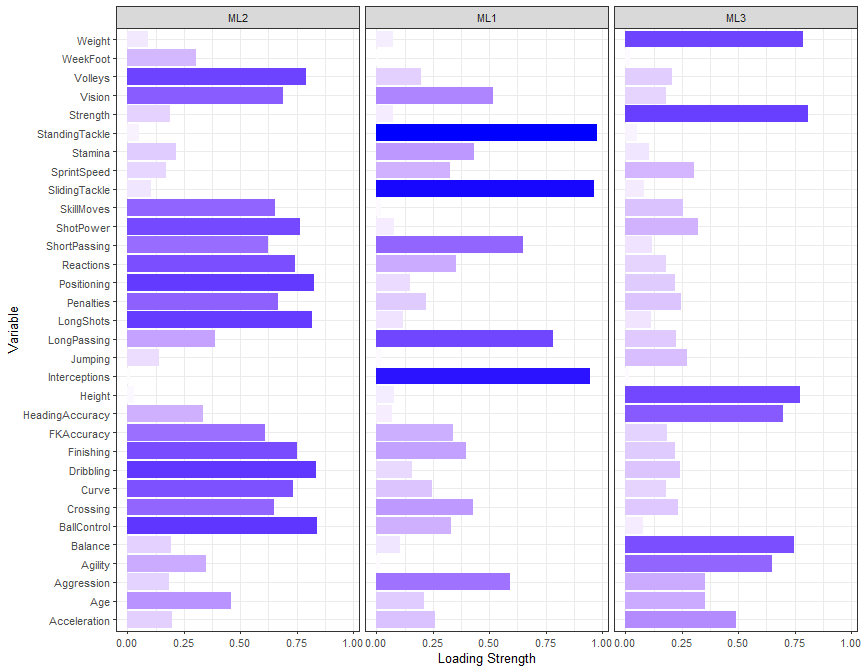 ML2 ML1 ML3
Weight
WeekFoot
Volleys
Vision
Strength
StandingTackle
Stamina
SprintSpeed
SlidingTackle
SkillMoves
ShotPower
ShortPassing
Reactions
Positioning
Penalties
LongShots
LongPassing
Jumping
Interceptions
Height
HeadingAccuracy
FKAccuracy
Finishing
Dribbling
Curve
Crossing
BallControl
Balance
Agility
Aggression
Age
Acceleration
Variable
0.00 0.25 0.50 0.75 1.00 0.00 0.25 0.50 0.75 1.00 0.00 0.25 0.50 0.75 1.00
Loading Strength